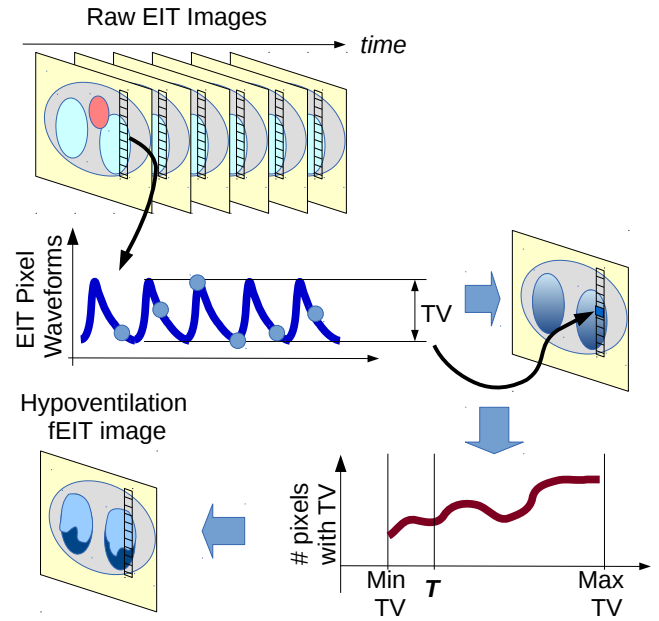 Raw EIT Images
time
EIT Pixel
Waveforms
TV
Hypoventilation
fEIT image
# pixels
with TV
Min
TV
T
Max
TV